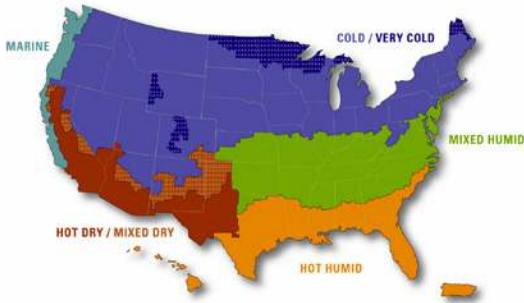 COLD / VERY COLD
MARINE
MIXED HUMID
HOT DRY / MIXED DRY
HOT HUMID